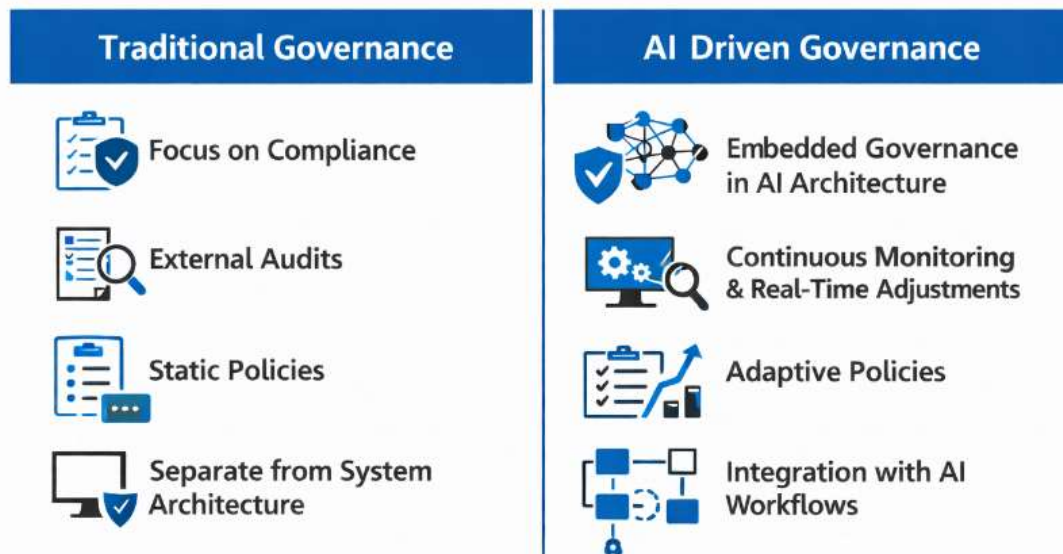 Traditional Governance
Focus on Compliance
External Audits
Static Policies
Separate from System
Architecture
AI Driven Governance
Embedded Governance
in AI Architecture
Continuous Monitoring
& Real-Time Adjustments
Adaptive Policies
Integration with AI
Workflows